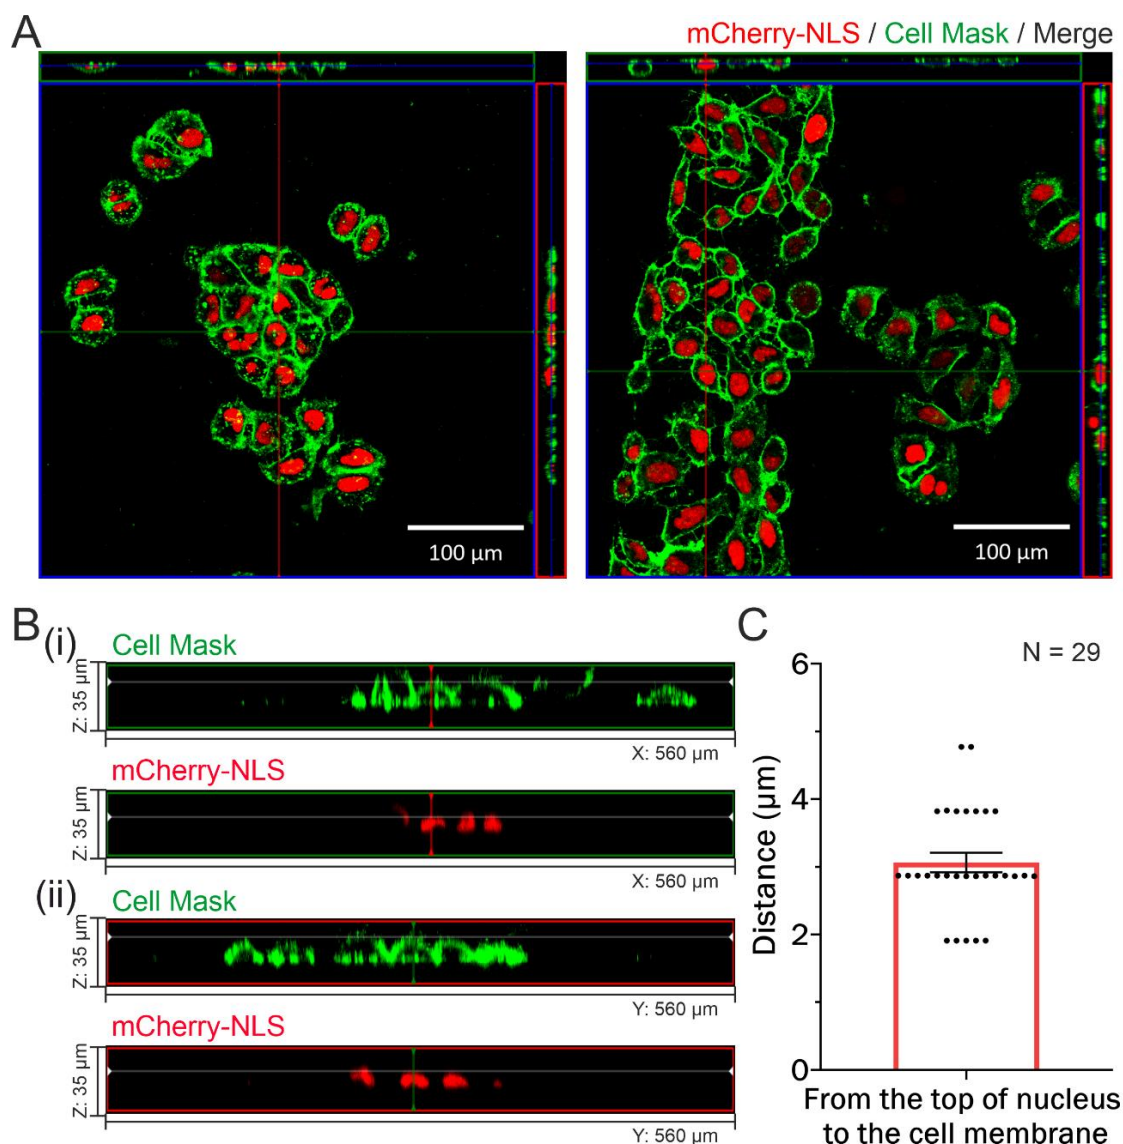 A
mCherry-NLS / Cell Mask / Merge
100 µm
100 µm
B
(i)
Cell Mask
Z: 35 µm
X: 560 µm
mCherry-NLS
Z: 35 µm
X: 560 µm
(ii)
Cell Mask
Z: 35 µm
Y: 560 µm
mCherry-NLS
Z: 35 µm
Y: 560 µm
C
N = 29
6
4
2
0
Distance (µm)
From the top of nucleus
to the cell membrane